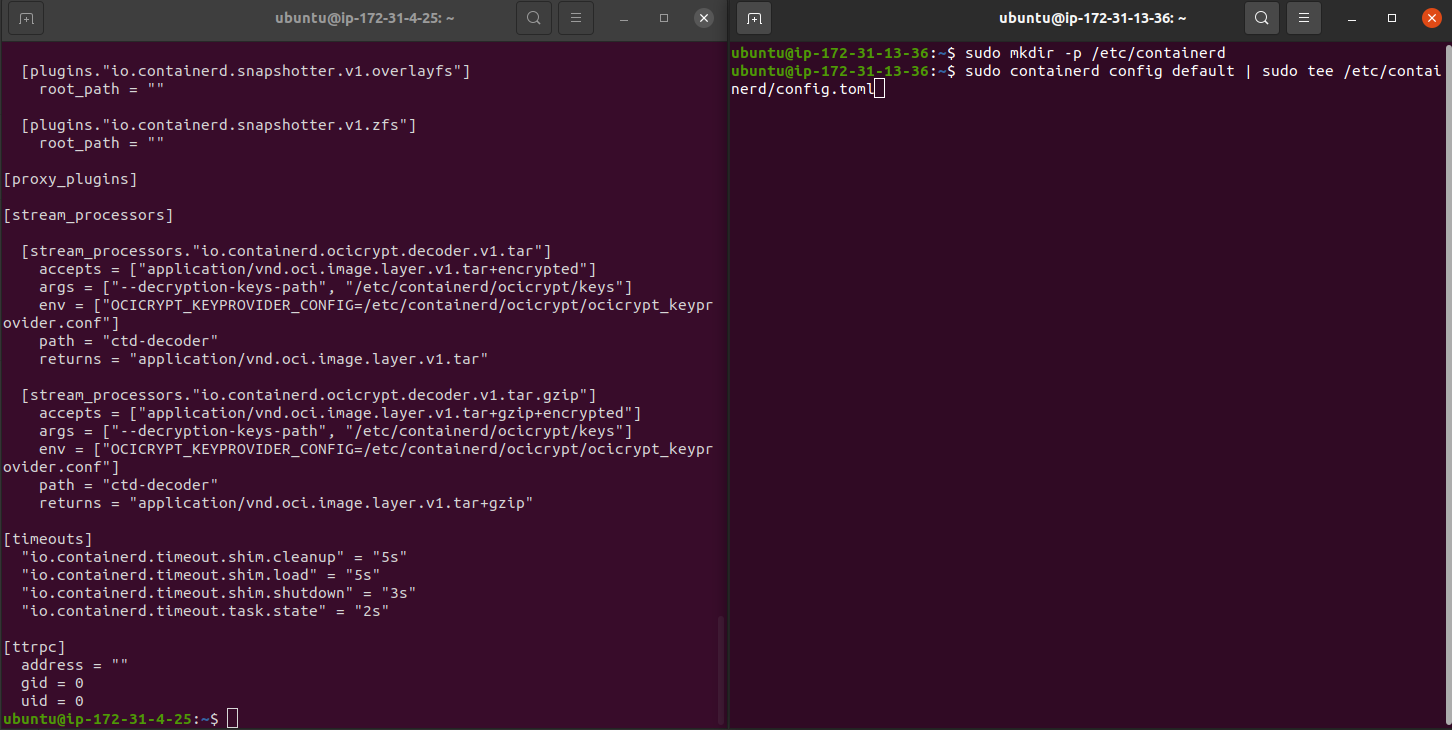 ubuntu@ip-172-31-4-25: ~
[plugins."io.containerd.snapshotter.v1.overlayfs"]
root_path = ""
[plugins."io.containerd.snapshotter.v1.zfs"]
root_path = ""
[proxy_plugins]
[stream_processors]
[stream_processors."io.containerd.ocicrypt.decoder.v1.tar"]
accepts = ["application/vnd.oci.image.layer.v1.tar+encrypted"]
args = ["--decryption-keys-path", "/etc/containerd/ocicrypt/keys"]
env = ["OCICRYPT_KEYPROVIDER_CONFIG=/etc/containerd/ocicrypt/ocicrypt_keypr
ovider.conf"]
path = "ctd-decoder"
returns = "application/vnd.oci.image.layer.v1.tar"
[stream_processors."io.containerd.ocicrypt.decoder.v1.tar.gzip"]
accepts = ["application/vnd.oci.image.layer.v1.tar+gzip+encrypted"]
args = ["--decryption-keys-path", "/etc/containerd/ocicrypt/keys"]
env = ["OCICRYPT_KEYPROVIDER_CONFIG=/etc/containerd/ocicrypt/ocicrypt_keypr
ovider.conf"]
path = "ctd-decoder"
returns = "application/vnd.oci.image.layer.v1.tar+gzip"
[timeouts]
"io.containerd.timeout.shim.cleanup" = "5s"
"io.containerd.timeout.shim.load" = "5s"
"io.containerd.timeout.shim.shutdown" = "3s"
"io.containerd.timeout.task.state" = "2s"
[ttrpc]
address = ""
gid = 0
uid = 0
ubuntu@ip-172-31-4-25:~$
ubuntu@ip-172-31-13-36: ~
ubuntu@ip-172-31-13-36:~$ sudo mkdir -p /etc/containerd
ubuntu@ip-172-31-13-36:~$ sudo containerd config default | sudo tee /etc/contai
nerd/config.toml